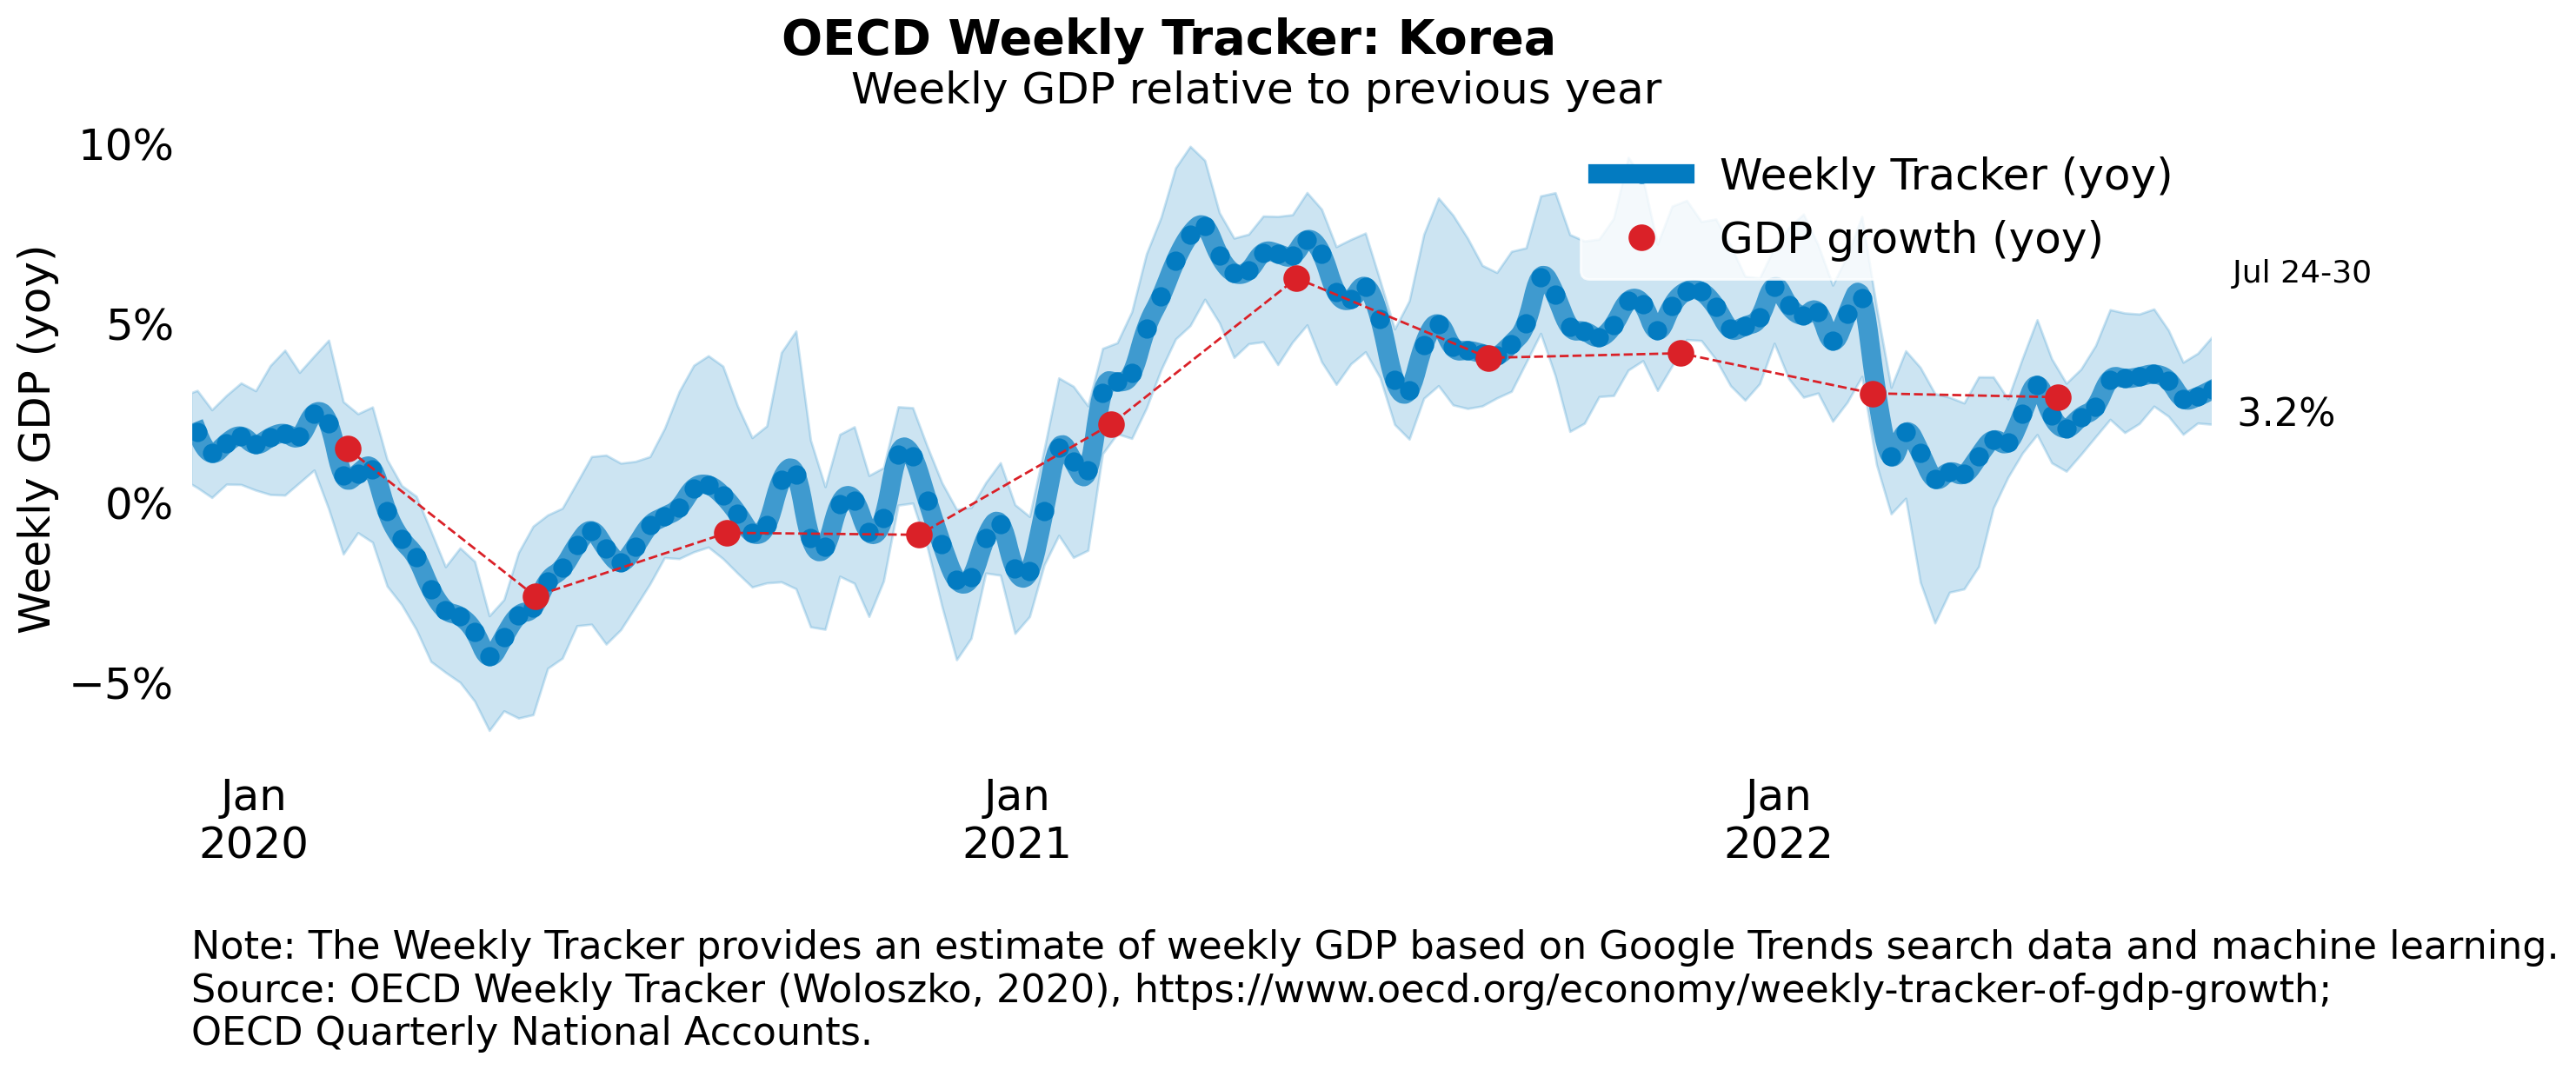 OECD Weekly Tracker: Korea
Weekly GDP relative to previous year
10%
5%
0%
−5%
Weekly GDP (yoy)
Weekly Tracker (yoy)
GDP growth (yoy)
Jul 24-30
3.2%
Jan
2020
Jan
2021
Jan
2022
Note: The Weekly Tracker provides an estimate of weekly GDP based on Google Trends search data and machine learning.
Source: OECD Weekly Tracker (Woloszko, 2020), https://www.oecd.org/economy/weekly-tracker-of-gdp-growth;
OECD Quarterly National Accounts.